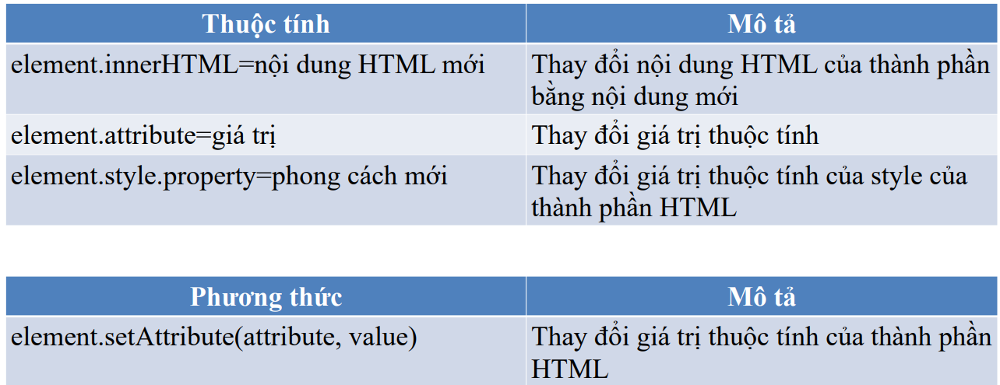 Thuộc tính
Mô tả
element.innerHTML=nội dung HTML mới
Thay đổi nội dung HTML của thành phần
bằng nội dung mới
element.attribute=giá trị
Thay đổi giá trị thuộc tính
element.style.property=phong cách mới
Thay đổi giá trị thuộc tính của style của
thành phần HTML
Phương thức
Mô tả
element.setAttribute(attribute, value)
Thay đổi giá trị thuộc tính của thành phần
HTML